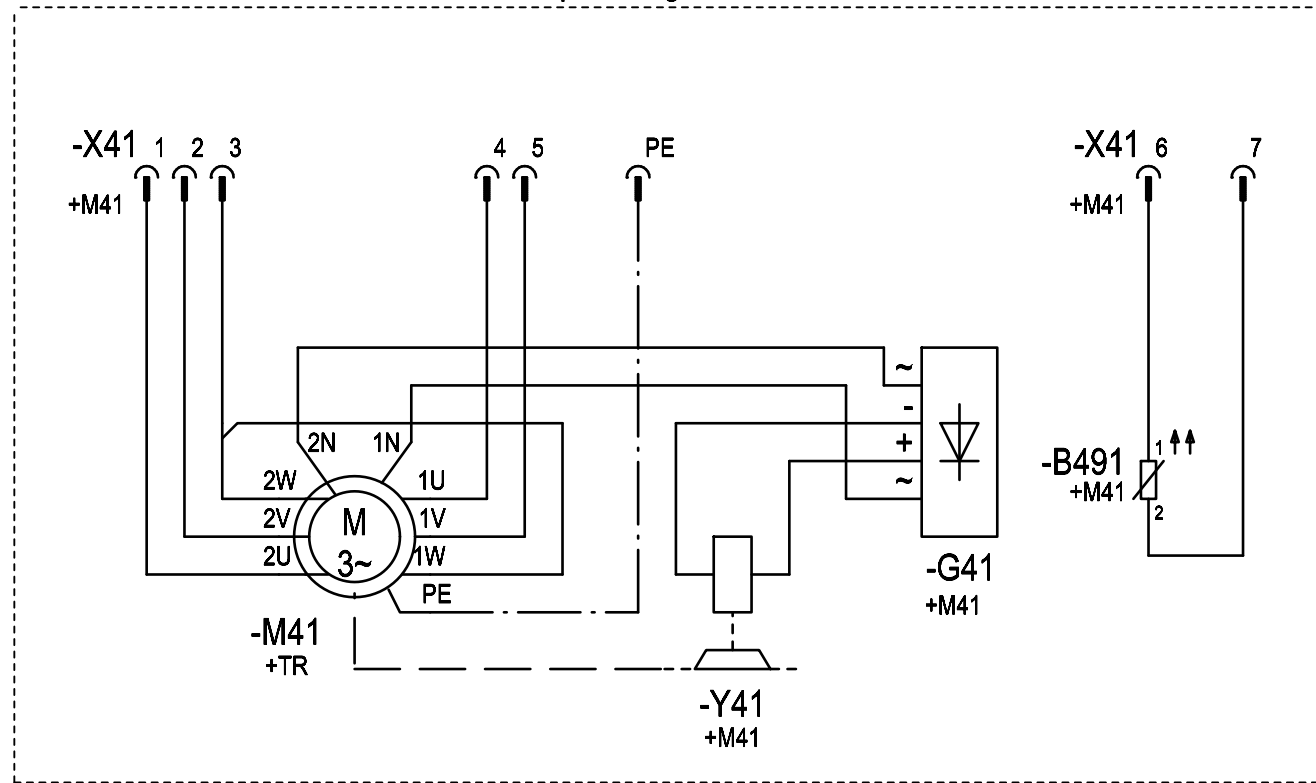 -X41 1 2 3 4 5 PE -X41 6 7
+M41 +M41
~
-
2N 1N +
2W 1U ~
2V M 1V
2U 3~ 1W
PE
-B491 1
+M41 2
-G41
+M41
-M41
+TR
-Y41
+M41